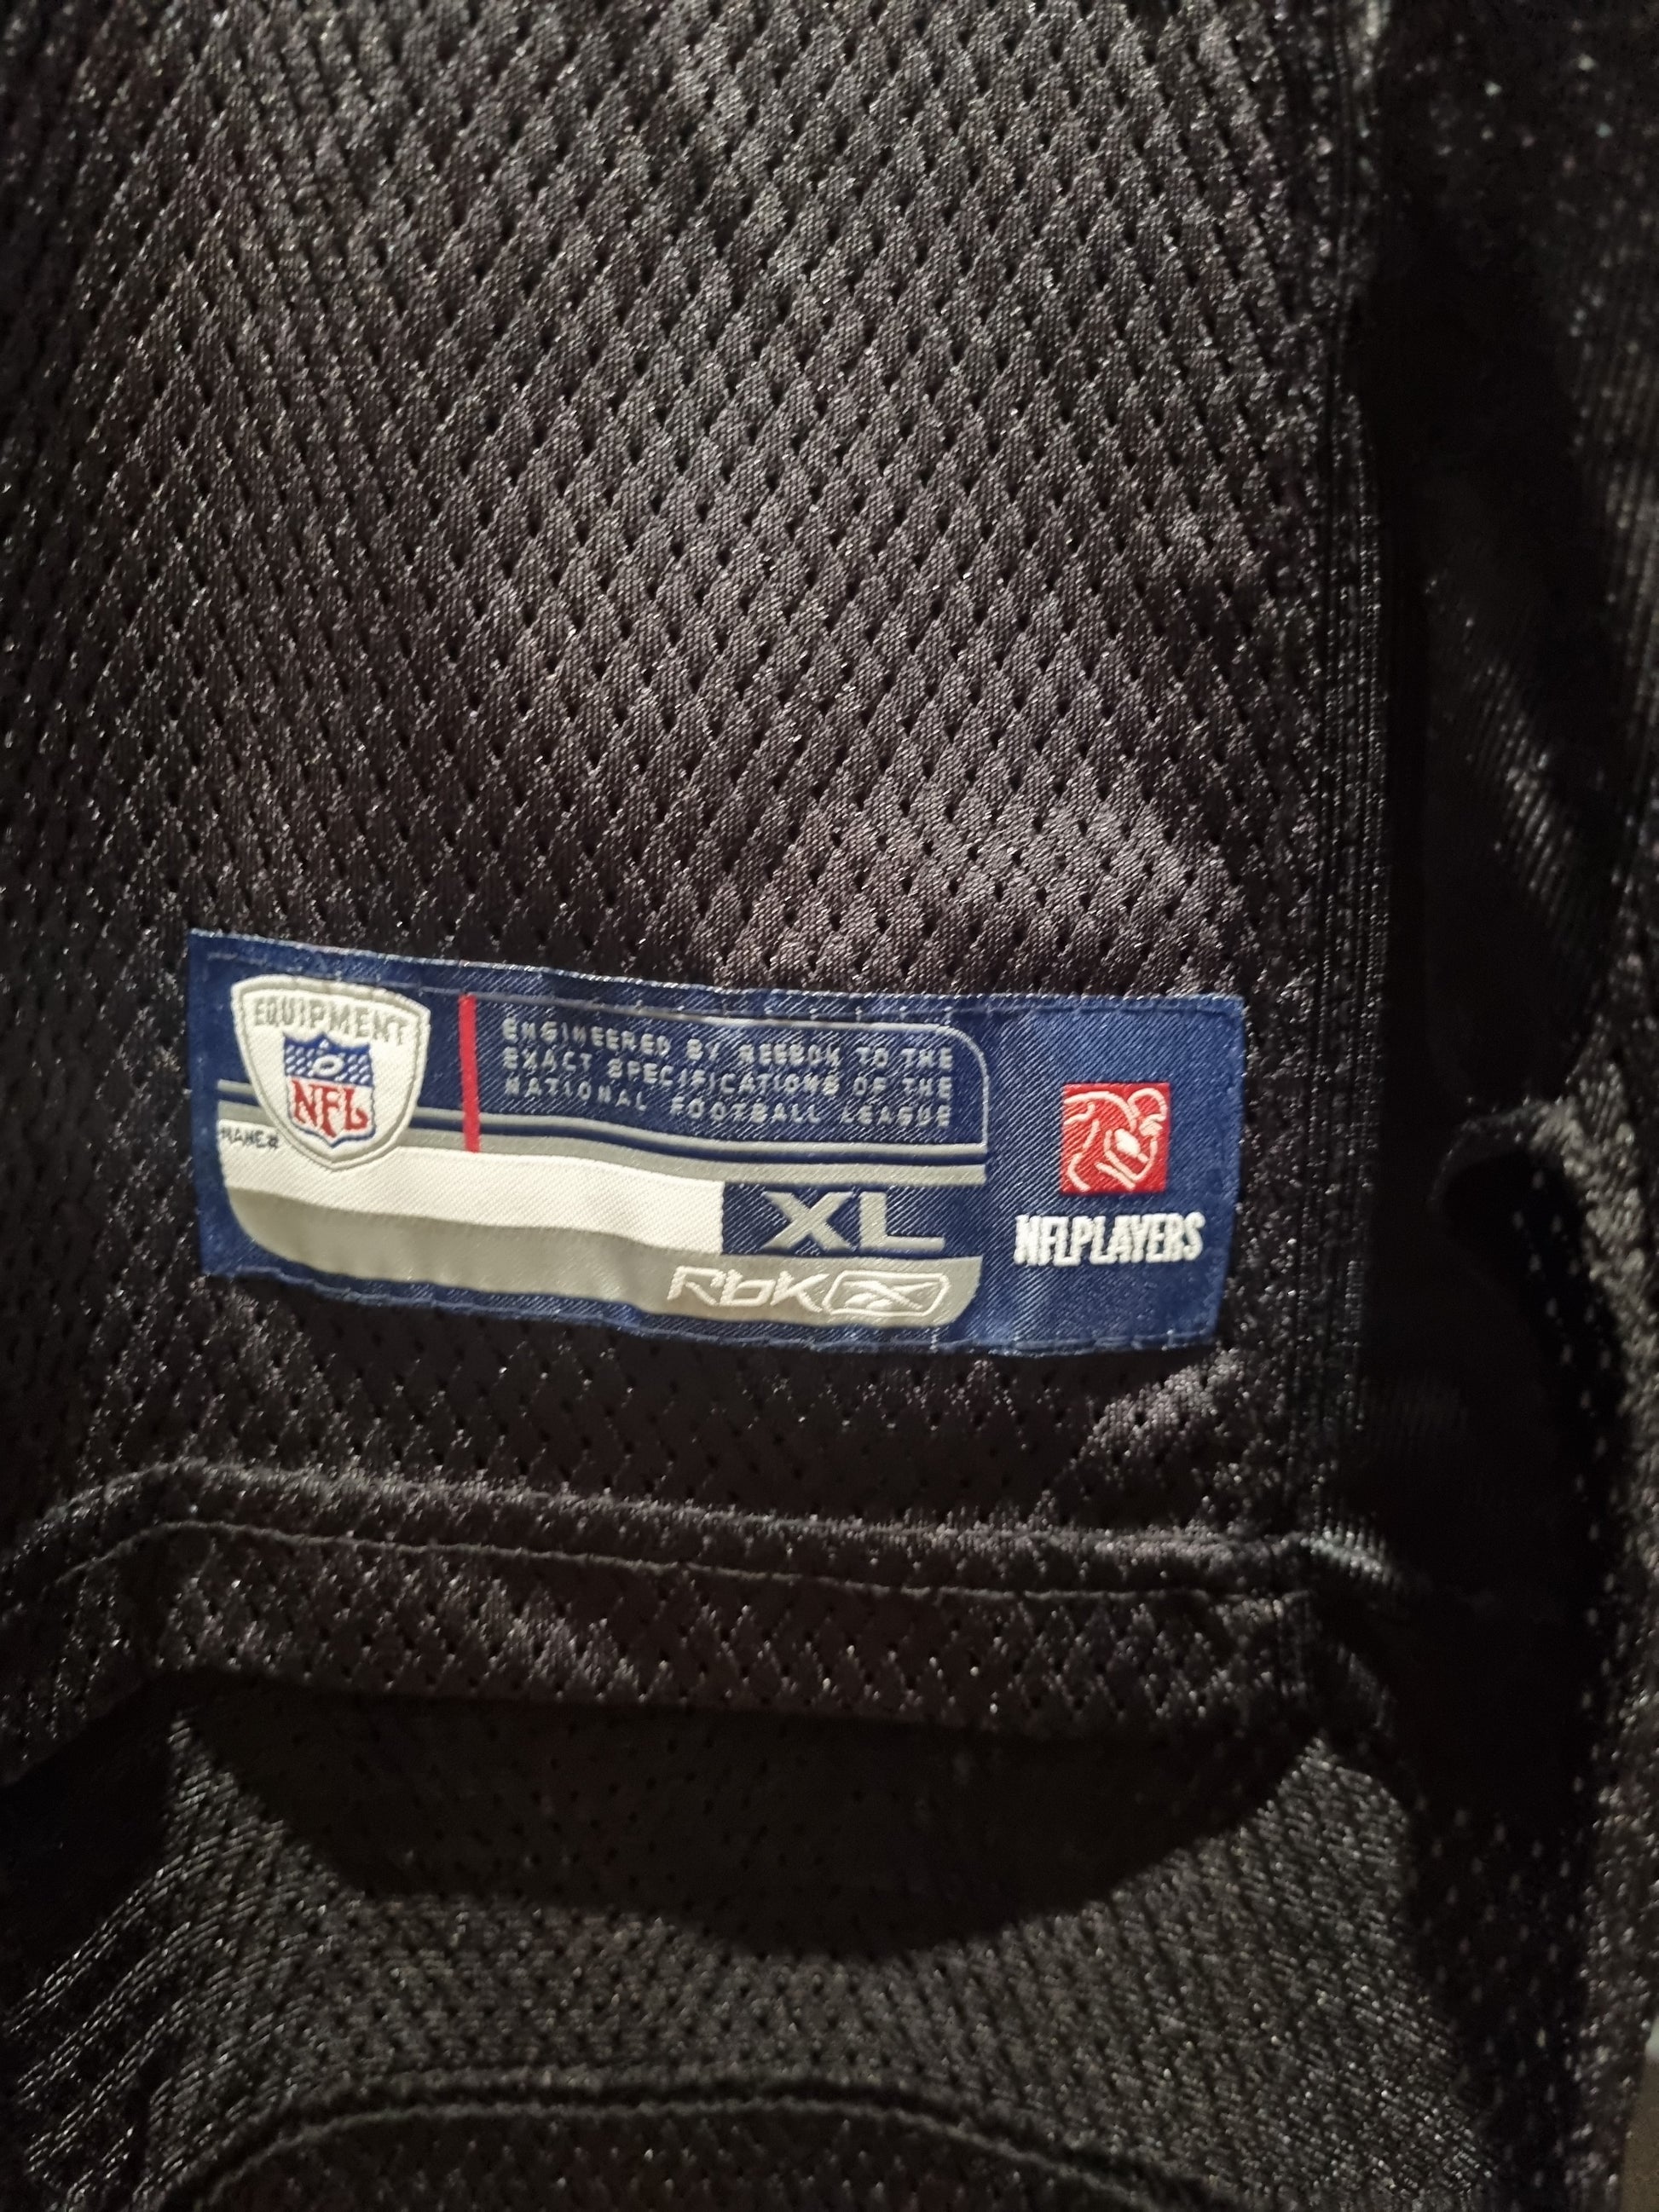 EQUIPMENT
NFL
ENGINEERED BY REEBOK TO THE
EXACT SPECIFICATIONS OF THE
NATIONAL FOOTBALL LEAGUE
NAME#
XL
RbK
NFLPLAYERS